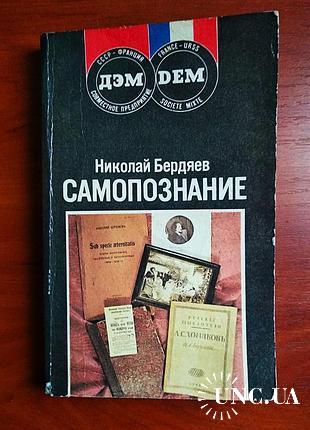 СССР - ФРАНЦИЯ
ДЭМ
СОВМЕСТНОЕ ПРЕДПРИЯТИЕ
FRANCE - URSS
DEM
SOCIETE MIXTE
Николай Бердяев
САМОПОЗНАНИЕ
Sub specie aeternitatis
А.С.ХОМЯКОВЪ
UNC.UA